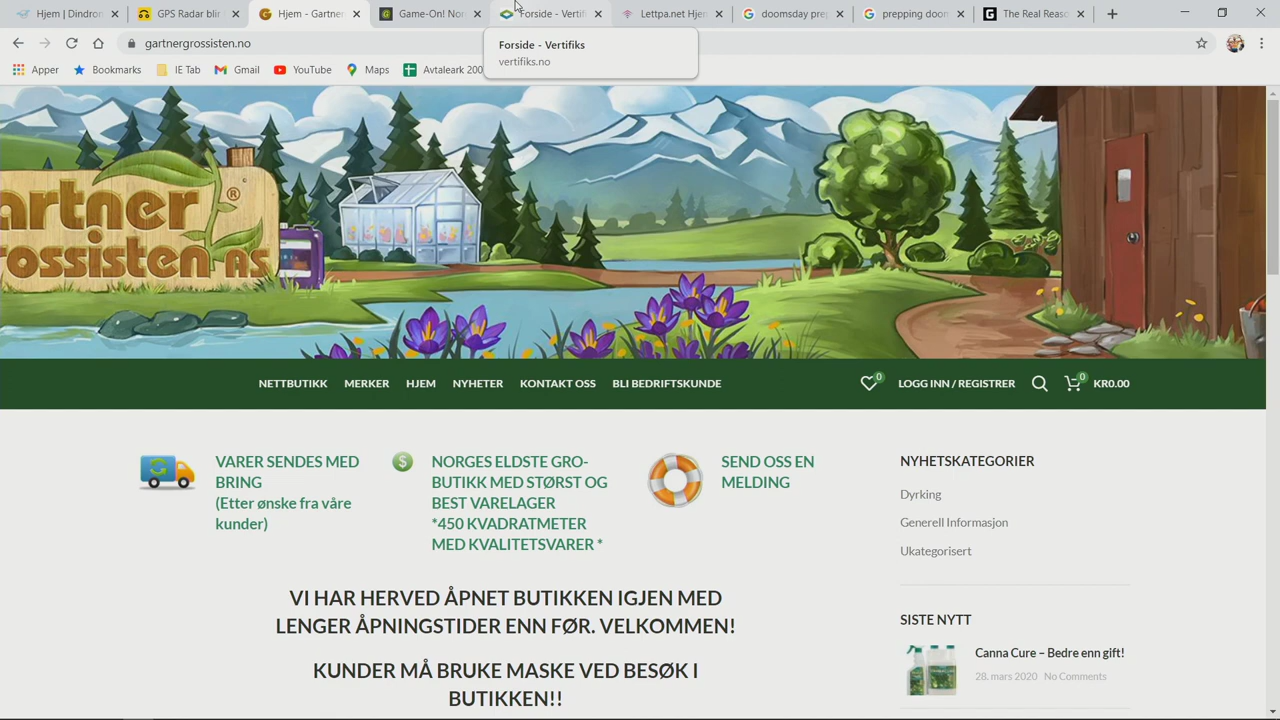 Hjem | Dindron
GPS Radar blir
Hjem - Gartner
Game-On! Nor
Forside - Vertifi
Lettpa.net Hjem
doomsday prep
prepping doom
The Real Reaso
gartnergrossisten.no
Forside - Vertifiks
vertifiks.no
Apper
Bookmarks
IE Tab
Gmail
YouTube
Maps
Avtaleark 200
artner ®
rossisten AS
NETTBUTIKK
MERKER
HJEM
NYHETER
KONTAKT OSS
BLI BEDRIFTSKUNDE
0
LOGG INN / REGISTRER
0
KR0.00
VARER SENDES MED
BRING
(Etter ønske fra våre
kunder)
$
NORGES ELDSTE GRO-
BUTIKK MED STØRST OG
BEST VARELAGER
*450 KVADRATMETER
MED KVALITETSVARER *
SEND OSS EN
MELDING
NYHETSKATEGORIER
Dyrking
Generell Informasjon
Ukategorisert
VI HAR HERVED ÅPNET BUTIKKEN IGJEN MED
LENGER ÅPNINGSTIDER ENN FØR. VELKOMMEN!
KUNDER MÅ BRUKE MASKE VED BESØK I
BUTIKKEN!!
SISTE NYTT
Canna Cure – Bedre enn gift!
28. mars 2020 No Comments